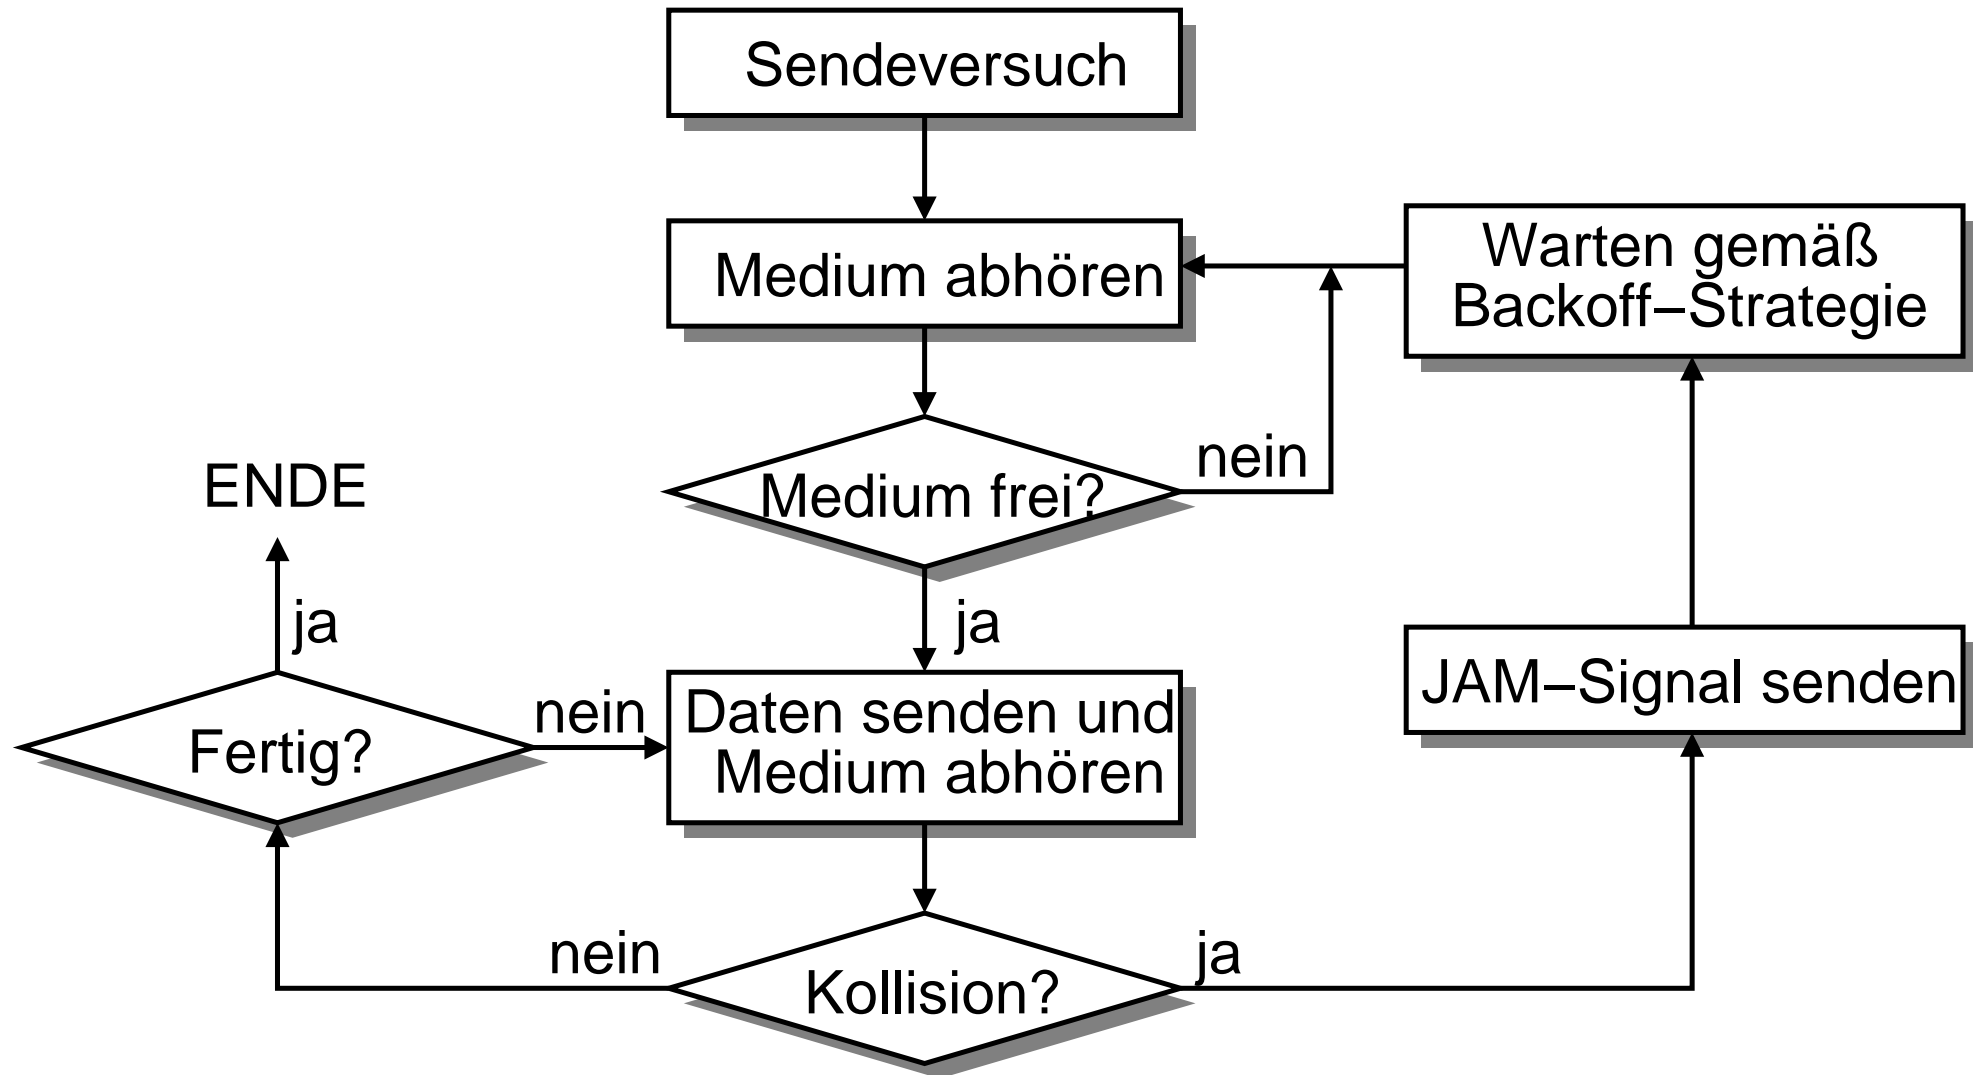 Sendeversuch
Medium abhören
Warten gemäß
Backoff–Strategie
Medium frei?
nein
ENDE
ja
ja
JAM–Signal senden
Fertig?
nein
Daten senden und
Medium abhören
nein
Kollision?
ja